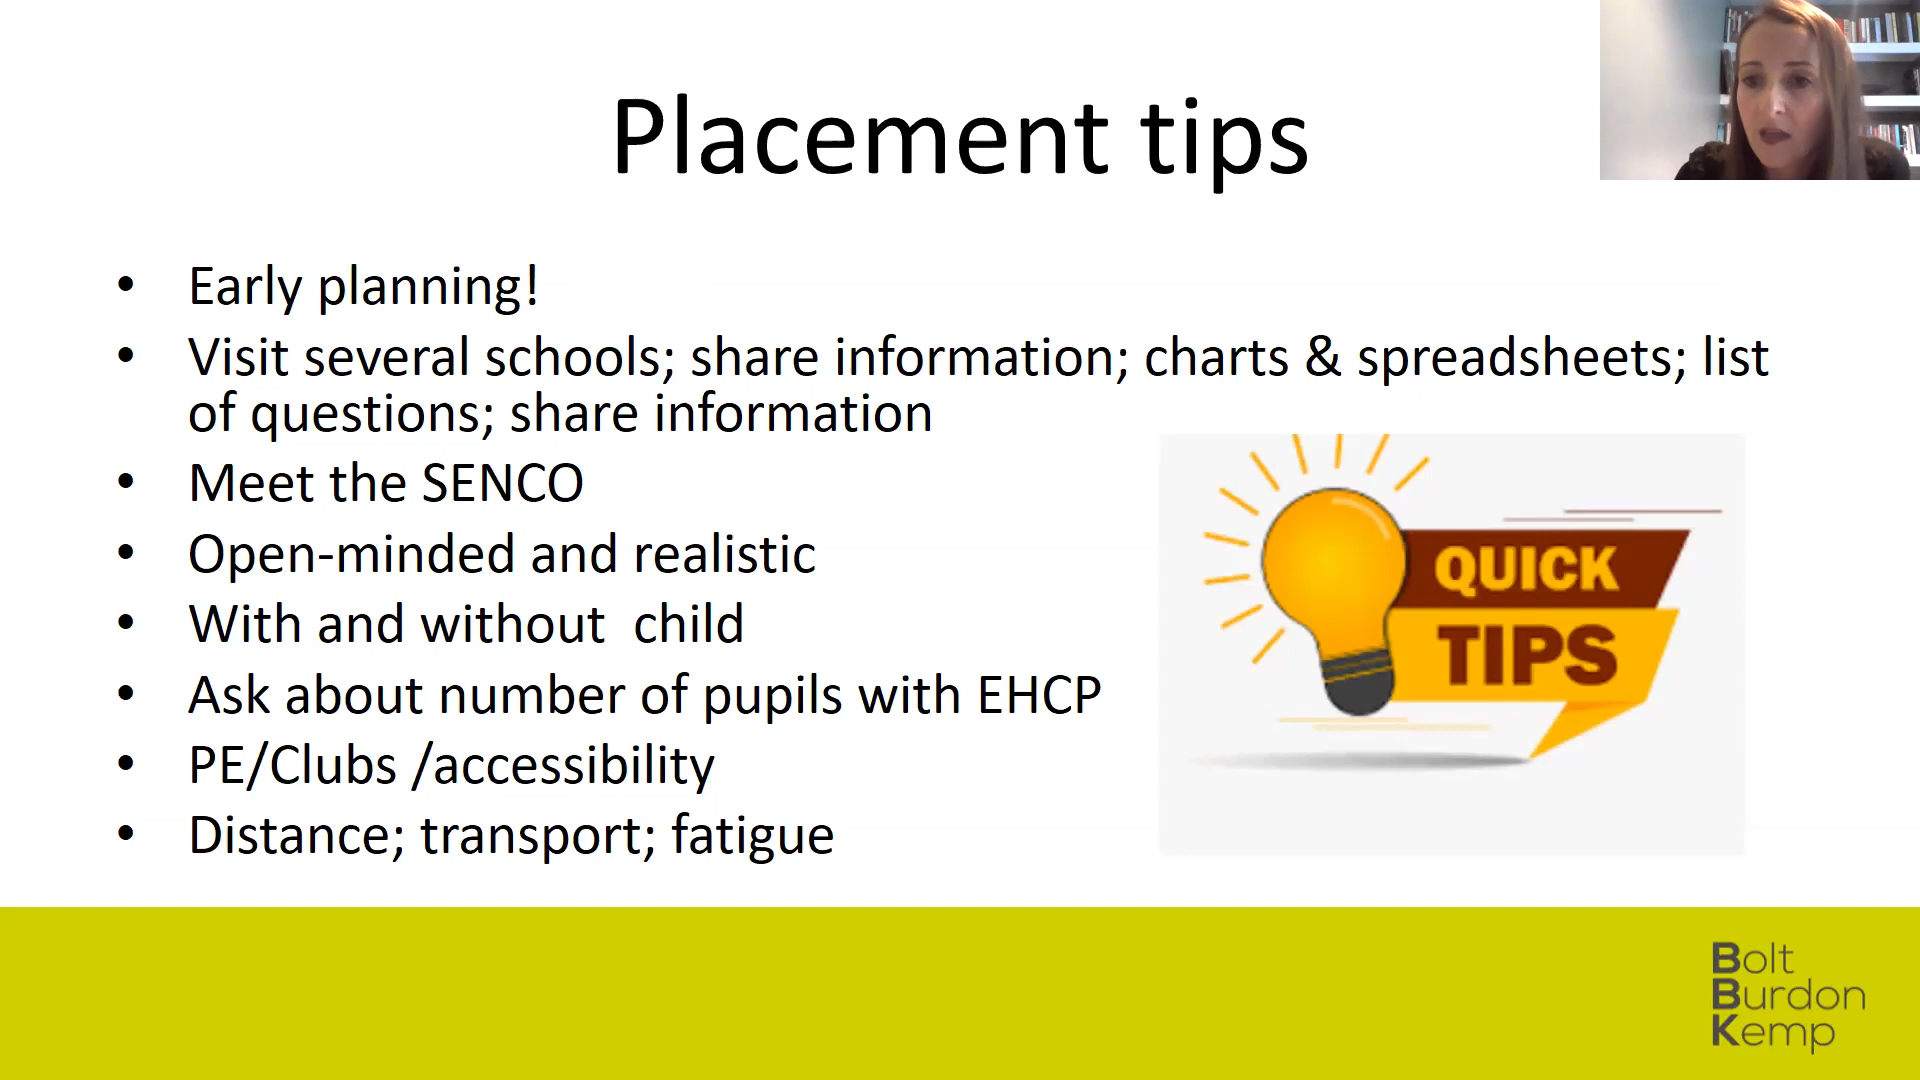 Placement tips
• Early planning!
• Visit several schools; share information; charts & spreadsheets; list
of questions; share information
• Meet the SENCO
• Open-minded and realistic
• With and without  child
• Ask about number of pupils with EHCP
• PE/Clubs /accessibility
• Distance; transport; fatigue
QUICK
TIPS
Bolt
Burdon
Kemp